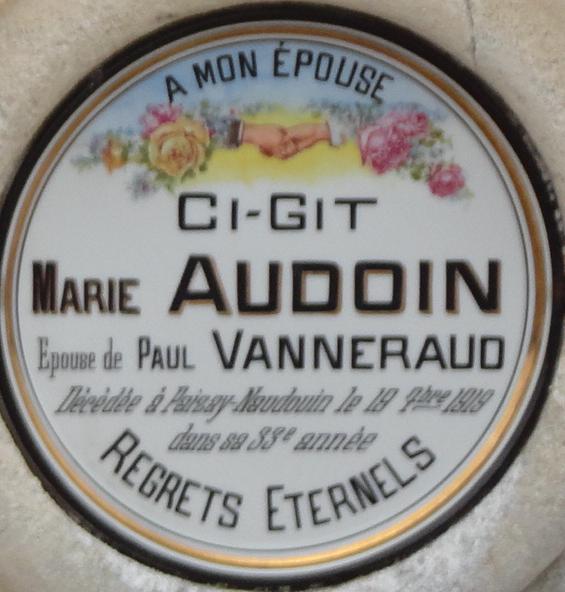 A MON ÉPOUSE
CI-GIT
MARIE AUDOIN
Epouse de PAUL VANNERAUD
Décédée à Paizay-Naudouin le 19 7bre 1919
dans sa 33e année
REGRETS ETERNELS